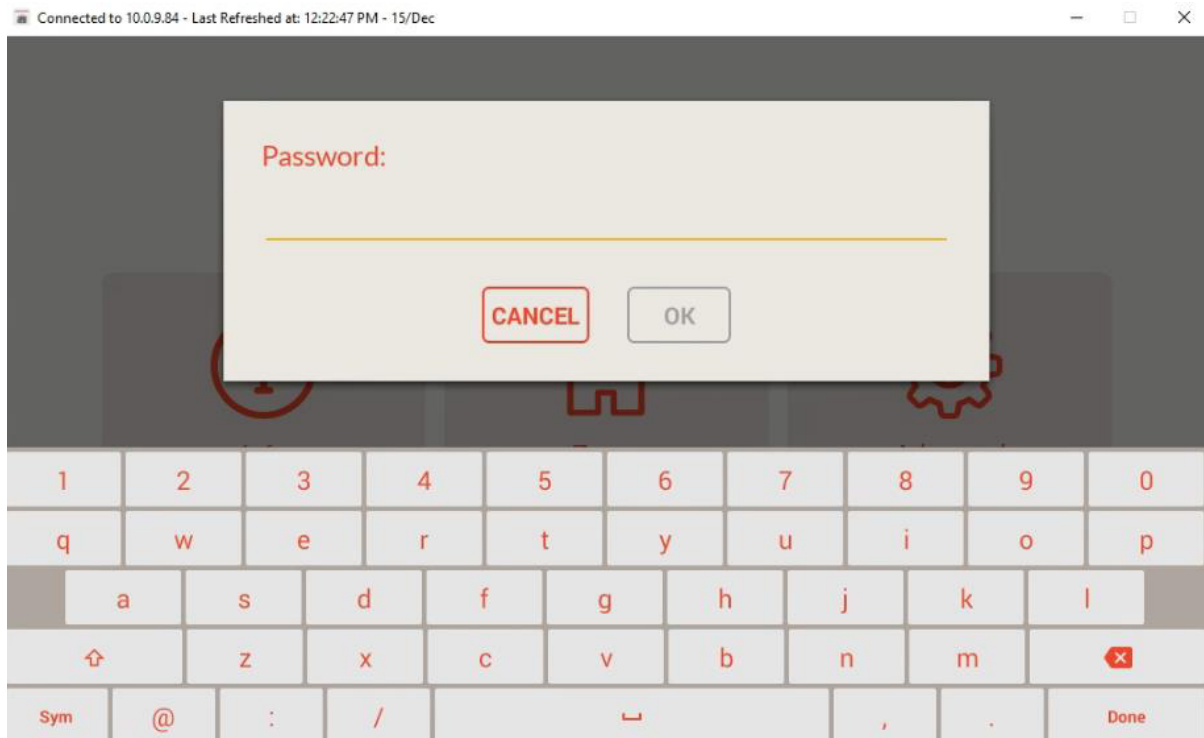 Connected to 10.0.9.84 - Last Refreshed at: 12:22:47 PM - 15/Dec
Password:
CANCEL OK
1 2 3 4 5 6 7 8 9 0
q w e r t y u i o p
a s d f g h j k l
z x c v b n m
Sym @ : / , . Done